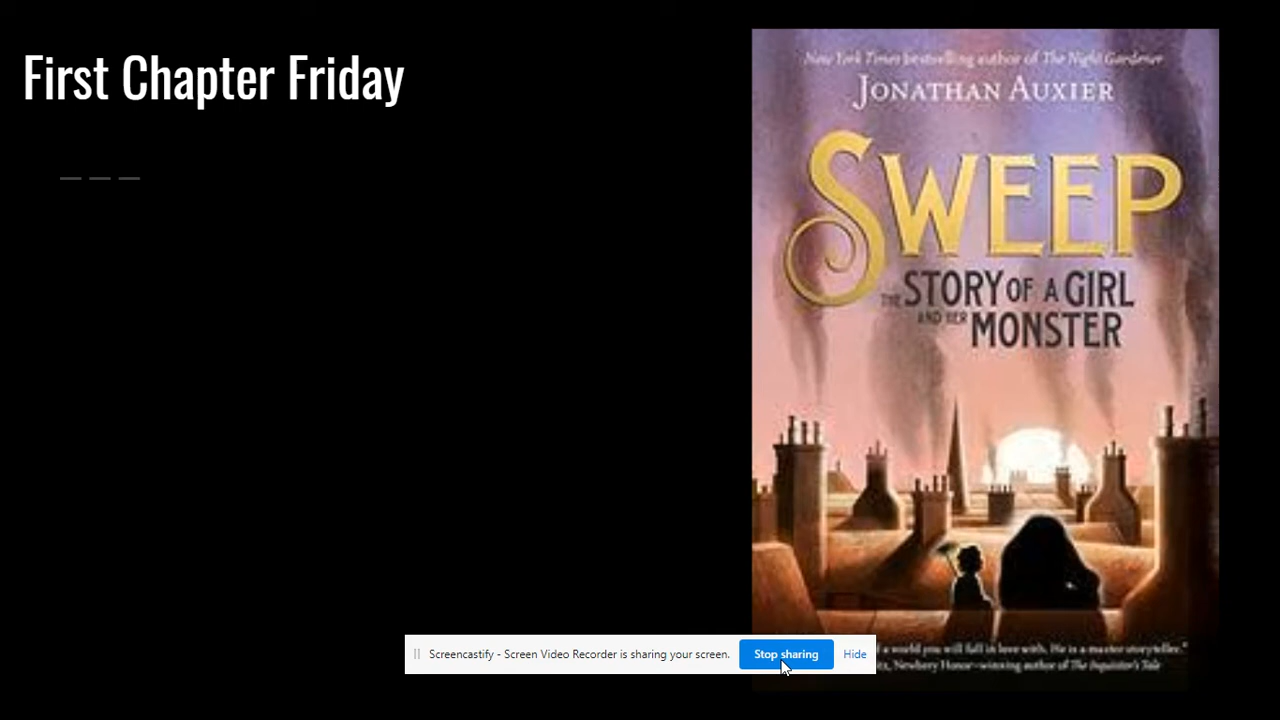 First Chapter Friday
New York Times bestselling author of The Night Gardener
JONATHAN AUXIER
SWEEP
THE STORY OF A GIRL
AND HER MONSTER
Screencastify - Screen Video Recorder is sharing your screen.
Stop sharing
Hide
of a world you will fall in love with. He is a master storyteller."
Newbery Honor–winning author of The Inquisitor's Tale